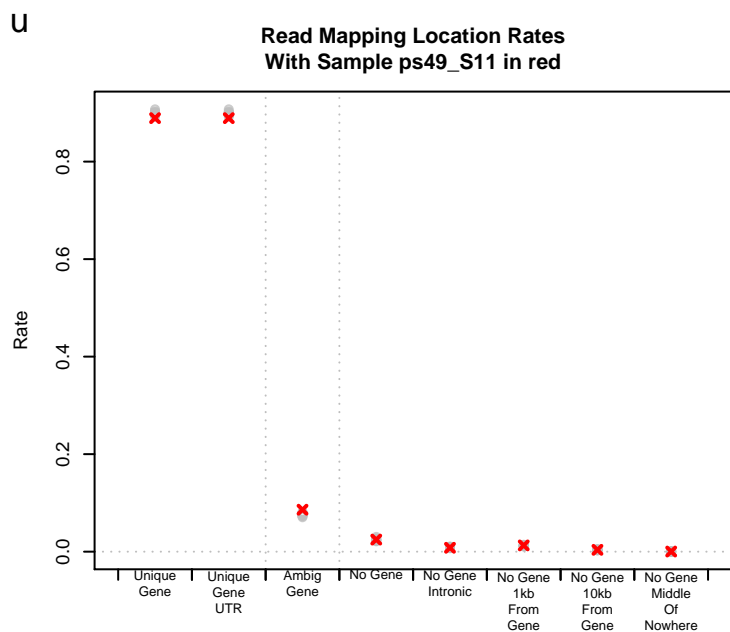 u
Read Mapping Location Rates
With Sample ps49_S11 in red
Rate
0.8
0.6
0.4
0.2
0.0
Unique
Gene
Unique
Gene
UTR
Ambig
Gene
No Gene
No Gene
Intronic
No Gene
1kb
From
Gene
No Gene
10kb
From
Gene
No Gene
Middle
Of
Nowhere